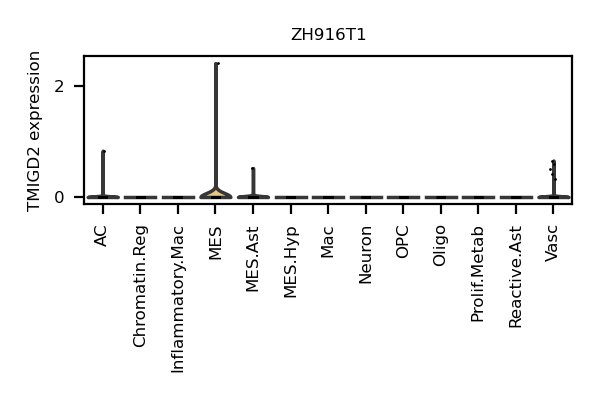 ZH916T1
TMIGD2 expression
2
0
AC
Chromatin.Reg
Inflammatory.Mac
MES
MES.Ast
MES.Hyp
Mac
Neuron
OPC
Oligo
Prolif.Metab
Reactive.Ast
Vasc